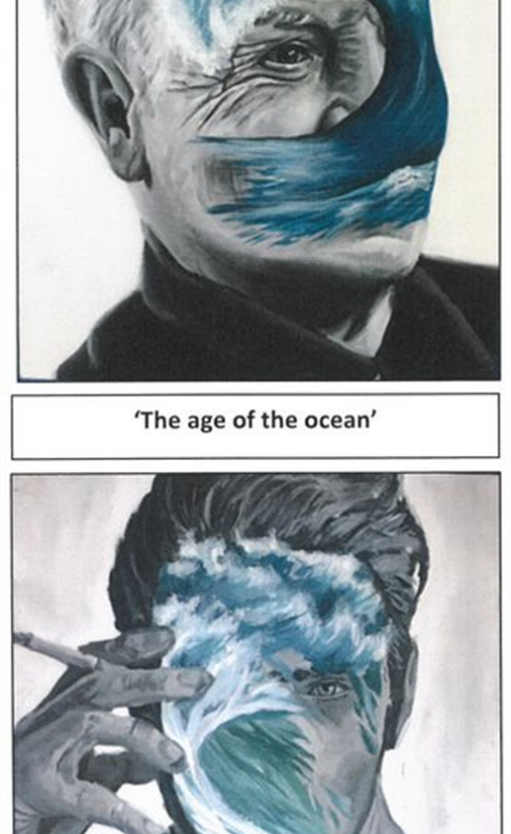 ‘The age of the ocean’